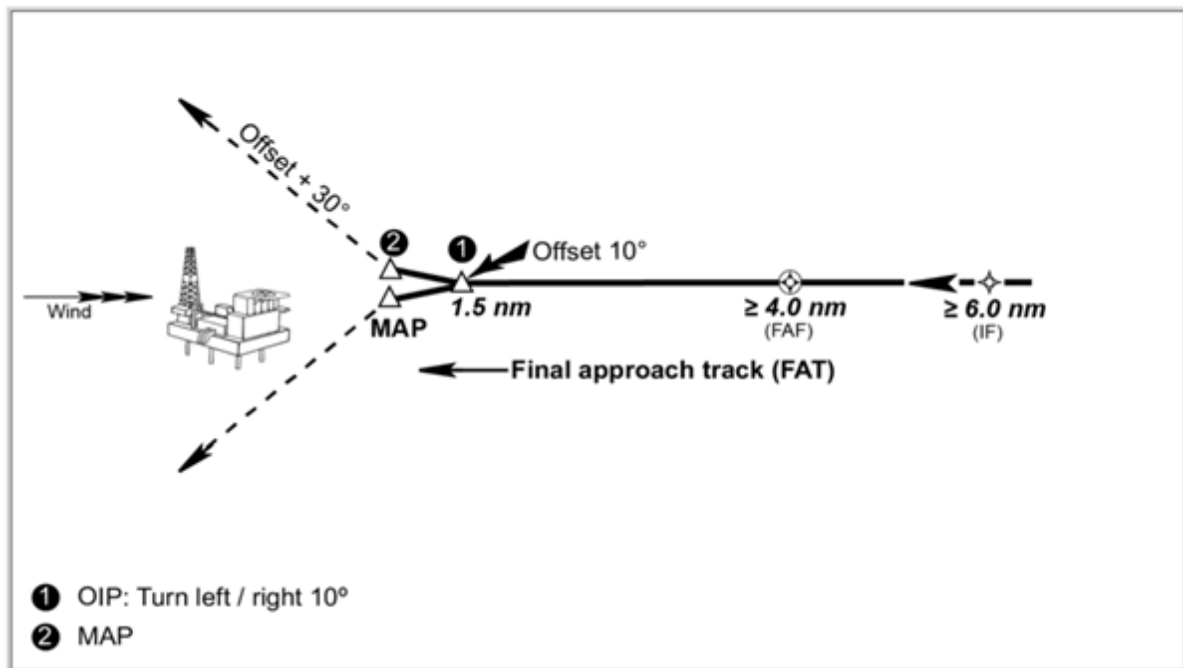 Offset + 30°
2
1
Offset 10°
Wind
MAP
1.5 nm
≥ 4.0 nm
(FAF)
≥ 6.0 nm
(IF)
Final approach track (FAT)
1 OIP: Turn left / right 10º
2 MAP